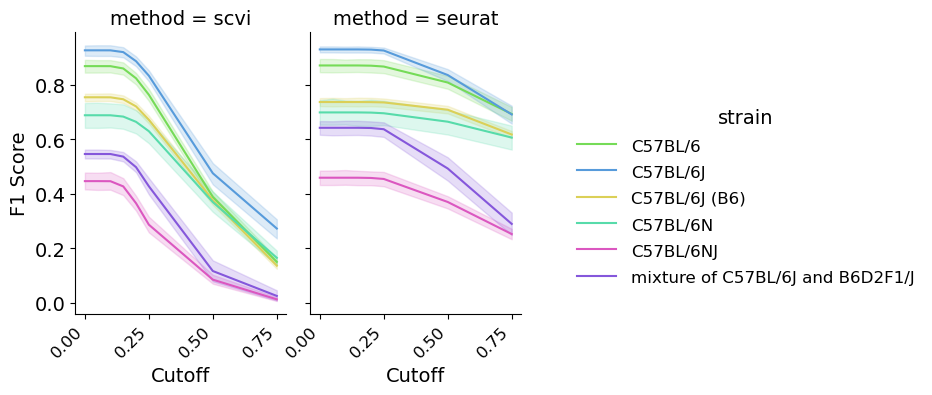 method = scvi
method = seurat
F1 Score
0.8
0.6
0.4
0.2
0.0
0.00
0.25
0.50
0.75
Cutoff
0.00
0.25
0.50
0.75
Cutoff
strain
C57BL/6
C57BL/6J
C57BL/6J (B6)
C57BL/6N
C57BL/6NJ
mixture of C57BL/6J and B6D2F1/J